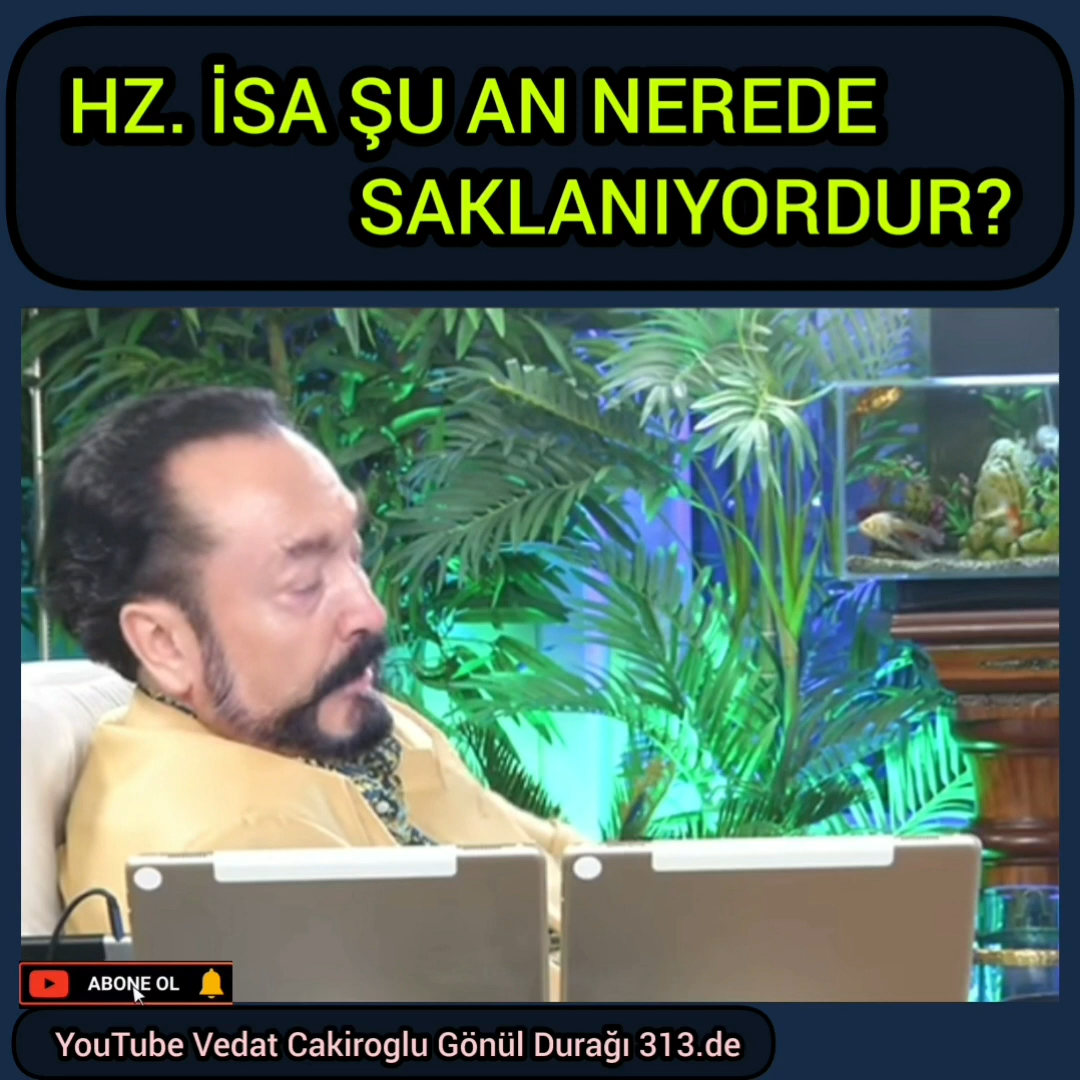 HZ. İSA ŞU AN NEREDE
SAKLANIYORDUR?
ABONE OL
YouTube Vedat Cakiroglu Gönül Durağı 313.de